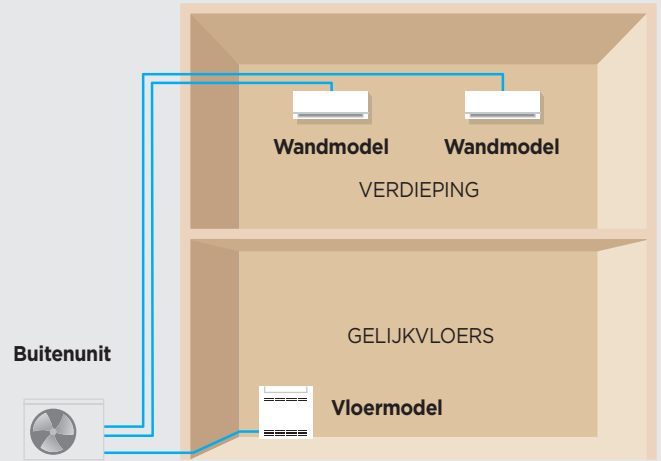 Wandmodel
Wandmodel
VERDIEPING
GELIJKVLOERS
Buitenunit
Vloermodel